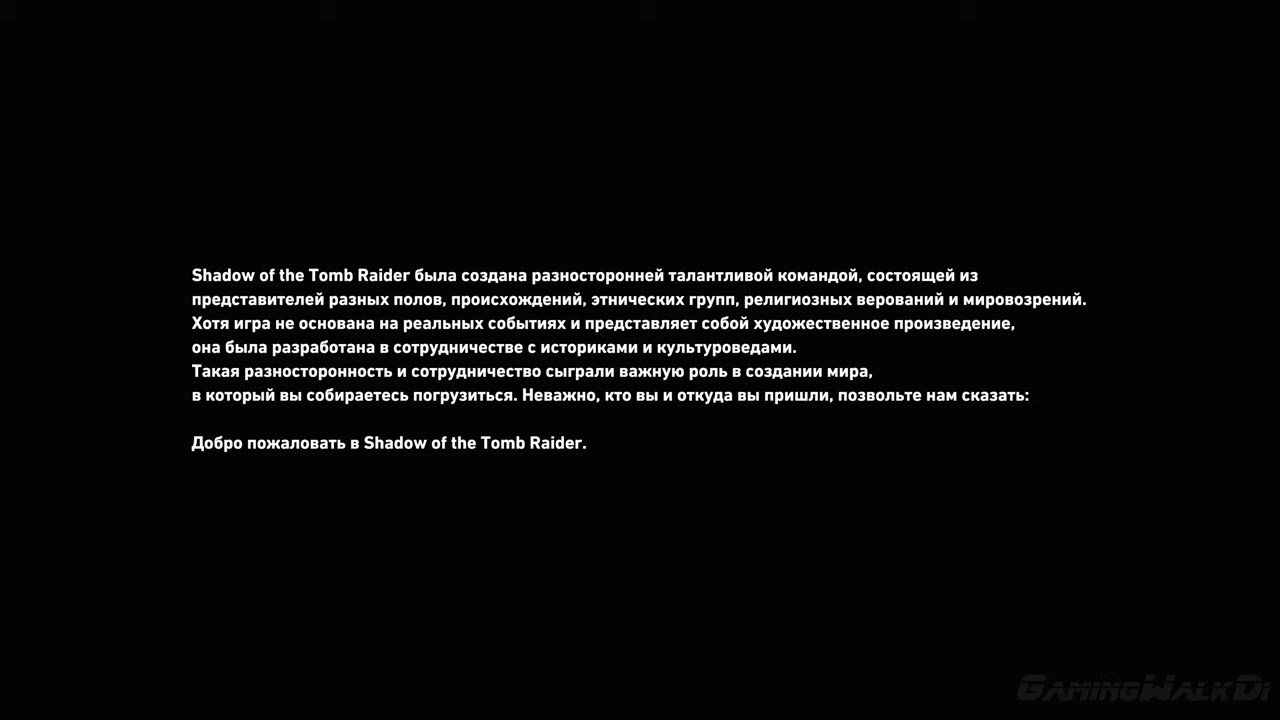 Shadow of the Tomb Raider была создана разносторонней талантливой командой, состоящей из
представителей разных полов, происхождений, этнических групп, религиозных верований и мировозрений.
Хотя игра не основана на реальных событиях и представляет собой художественное произведение,
она была разработана в сотрудничестве с историками и культуроведами.
Такая разносторонность и сотрудничество сыграли важную роль в создании мира,
в который вы собираетесь погрузиться. Неважно, кто вы и откуда вы пришли, позвольте нам сказать:
Добро пожаловать в Shadow of the Tomb Raider.
GamingWalkDi